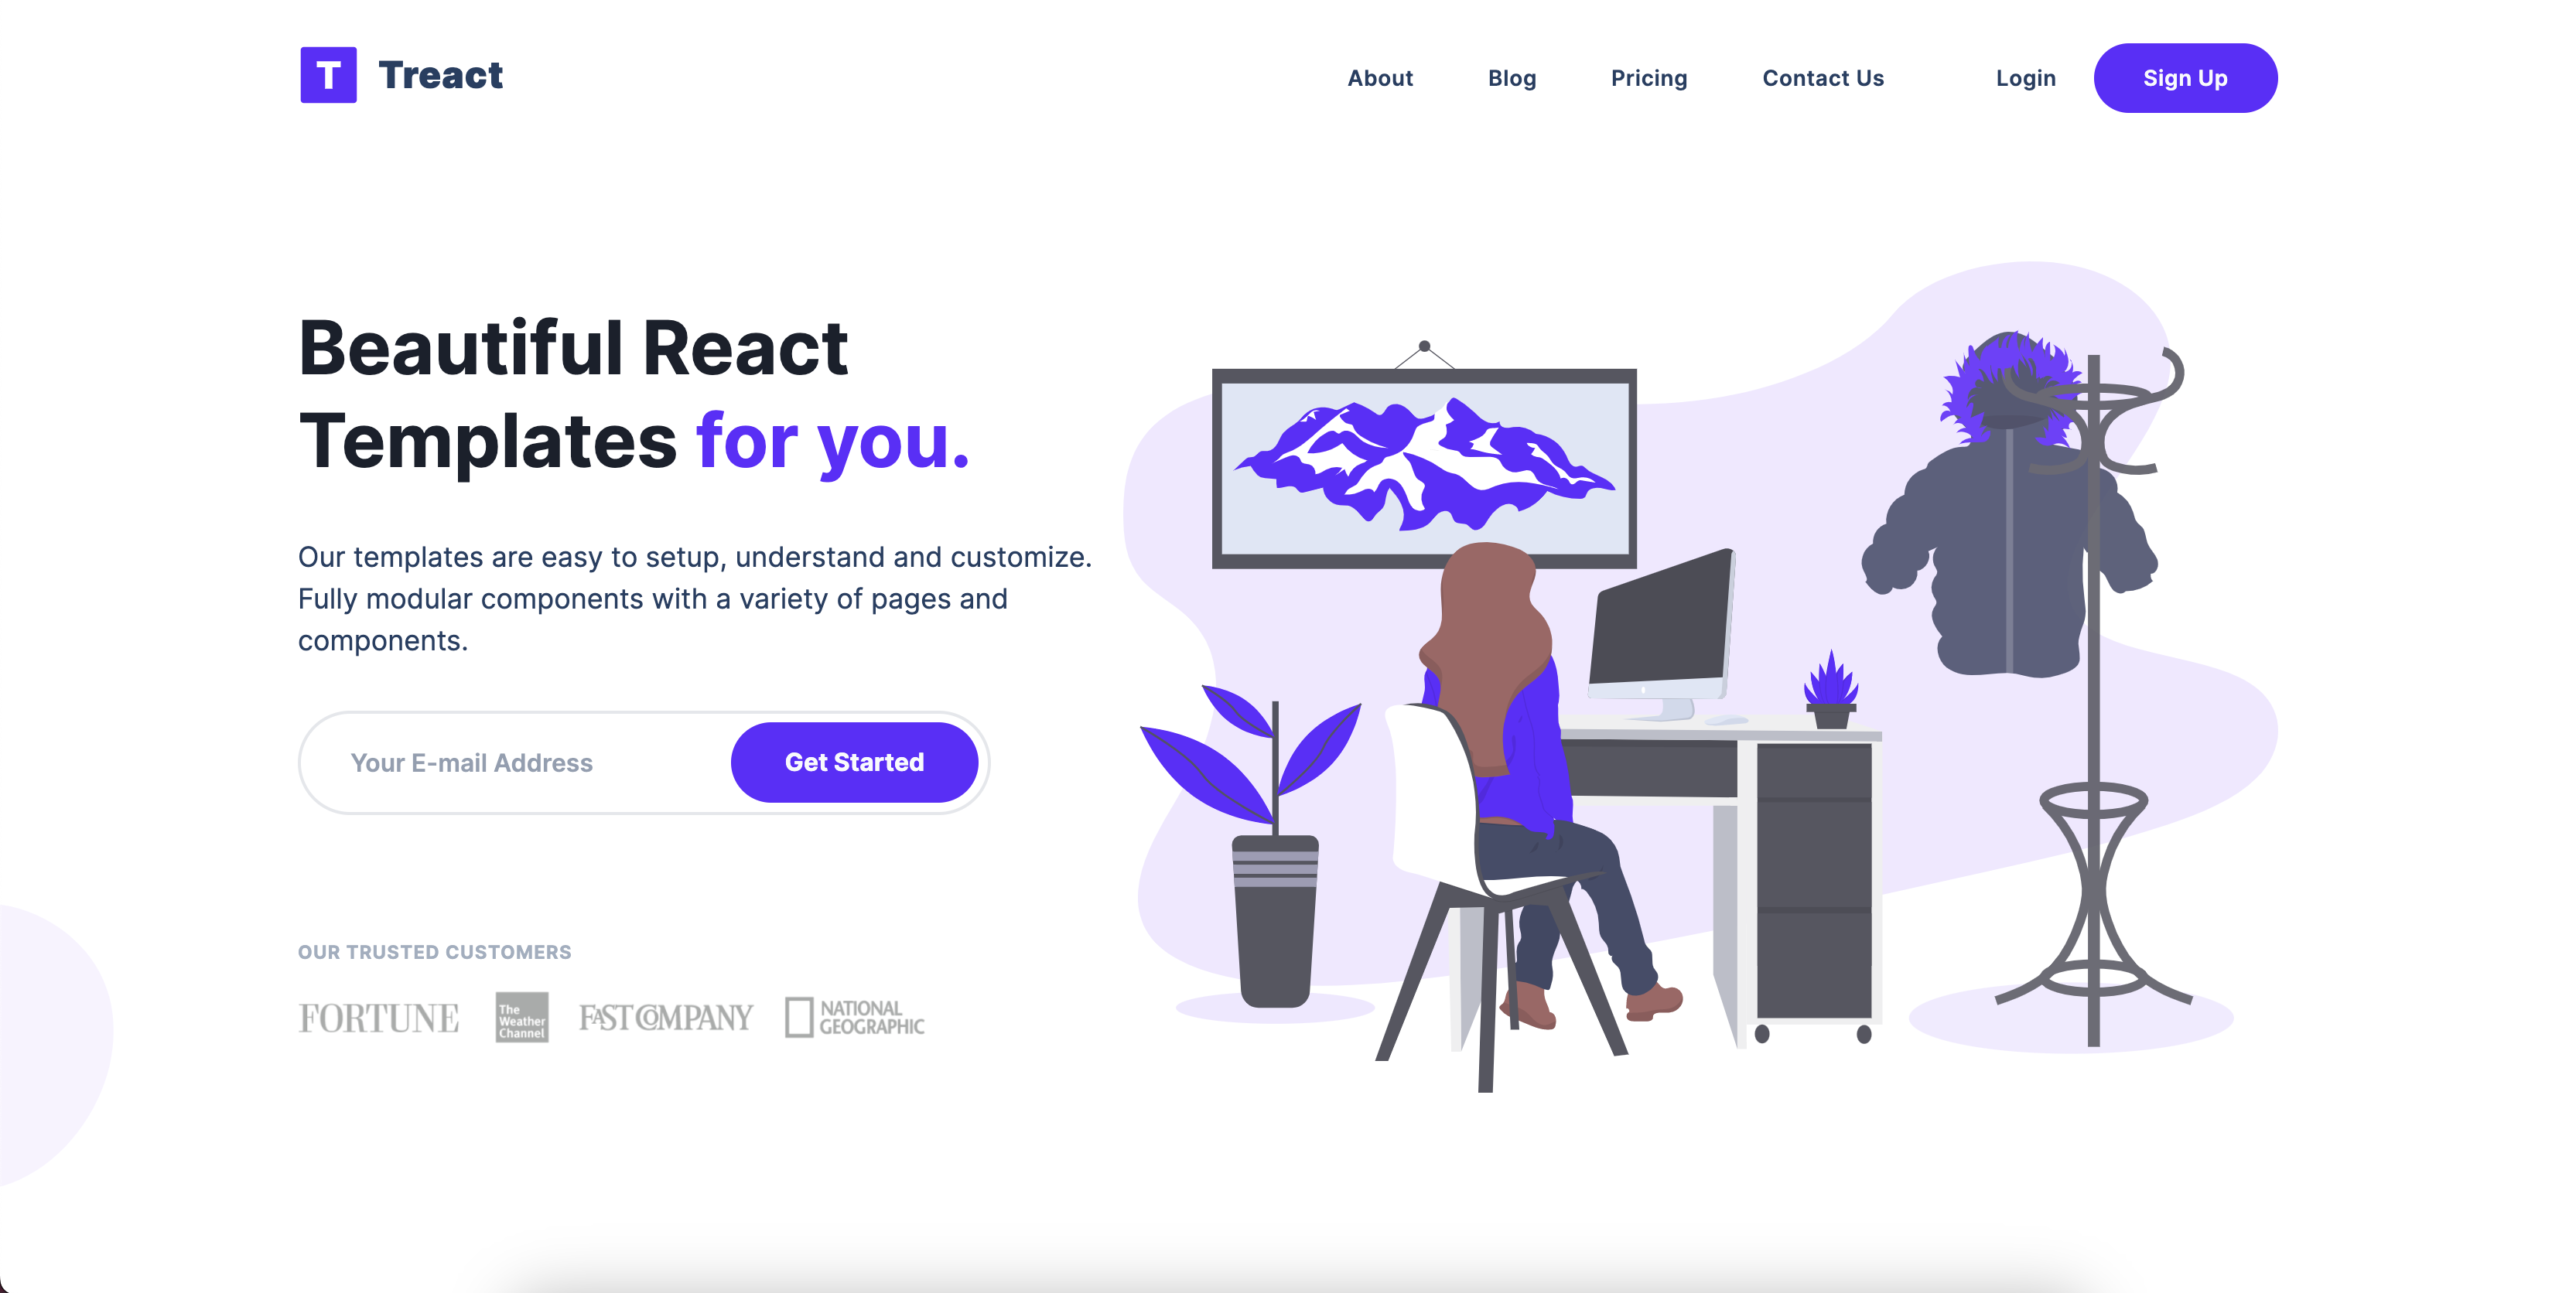 T Treact
About Blog Pricing Contact Us Login Sign Up
Beautiful React
Templates for you.
Our templates are easy to setup, understand and customize.
Fully modular components with a variety of pages and
components.
Your E-mail Address Get Started
OUR TRUSTED CUSTOMERS
FORTUNE
The
Weather
Channel
FAST COMPANY
NATIONAL
GEOGRAPHIC